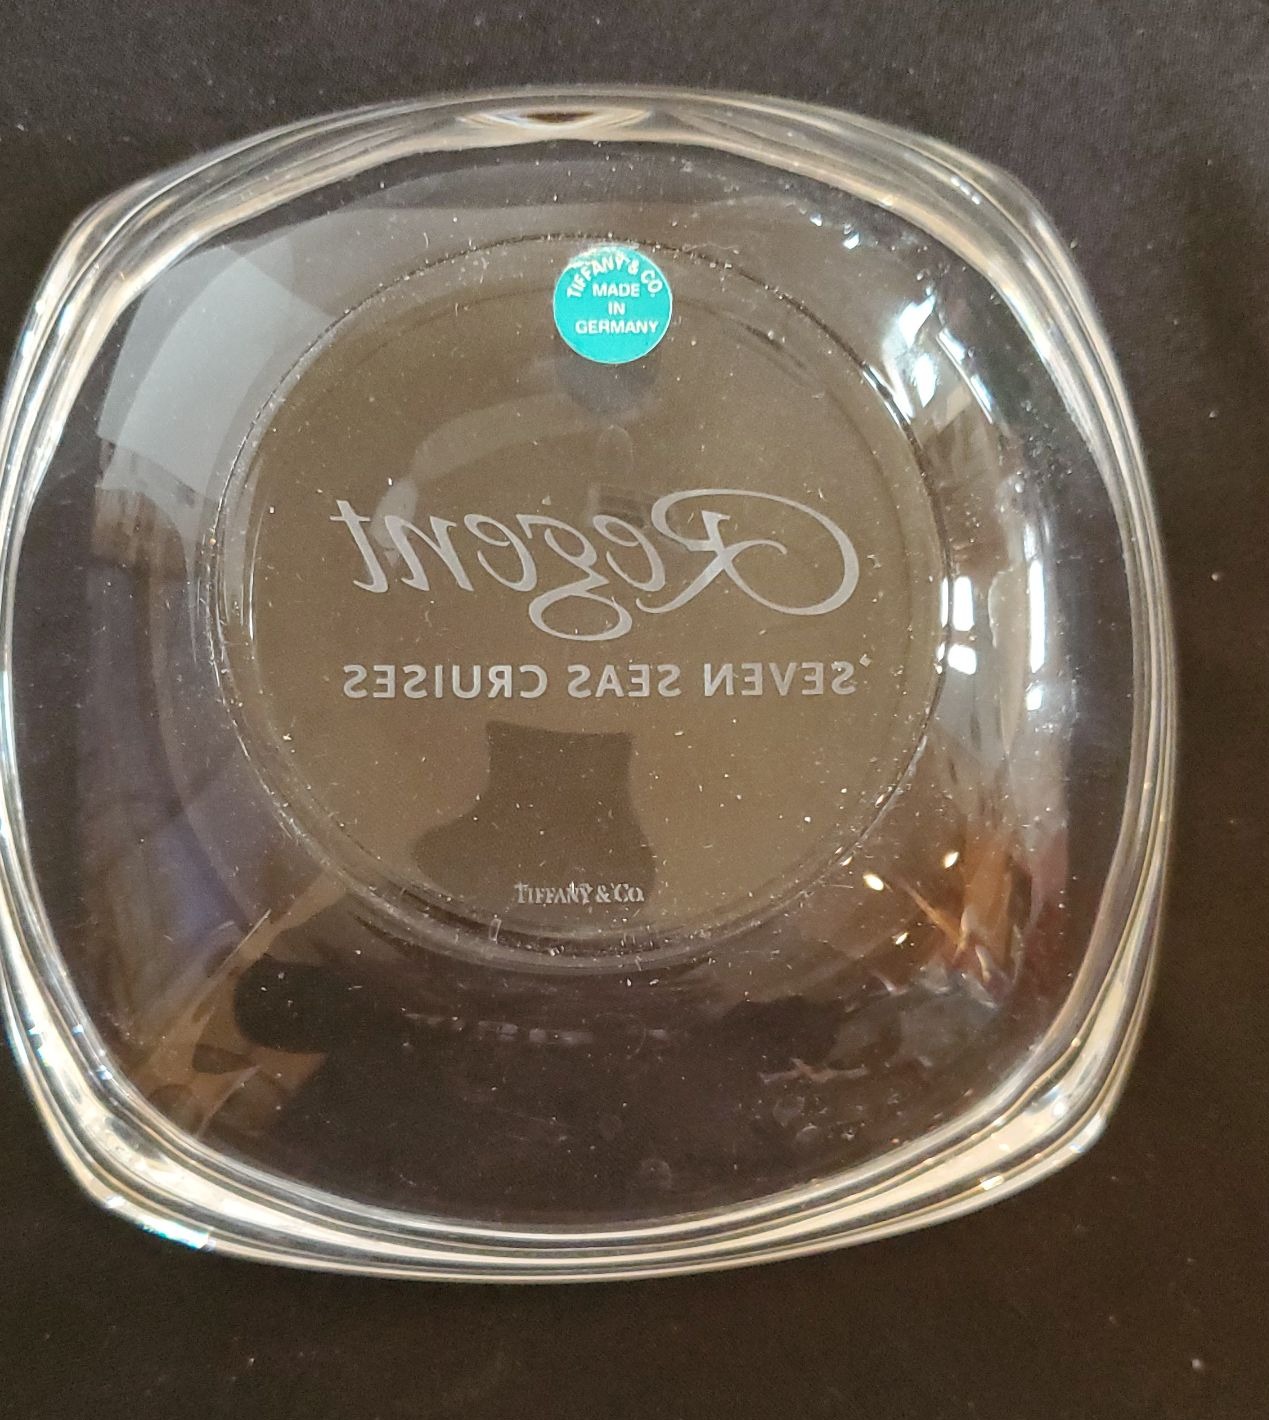 TIFFANY & CO.
MADE
IN
GERMANY
Regent
SEVEN SEAS CRUISES
TIFFANY & CO.